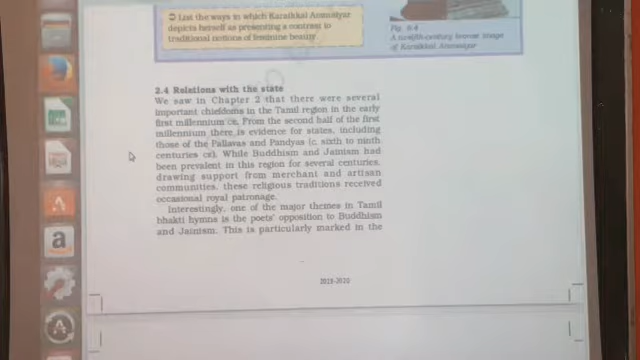 ➲ List the ways in which Karaikkal Ammaiyar
depicts herself as presenting a contrast to
traditional notions of feminine beauty.
Fig. 6.4
A twelfth-century bronze image
of Karaikkal Ammaiyar
2.4 Relations with the state
We saw in Chapter 2 that there were several
important chiefdoms in the Tamil region in the early
first millennium CE. From the second half of the first
millennium there is evidence for states, including
those of the Pallavas and Pandyas (c. sixth to ninth
centuries CE). While Buddhism and Jainism had
been prevalent in this region for several centuries,
drawing support from merchant and artisan
communities, these religious traditions received
occasional royal patronage.
Interestingly, one of the major themes in Tamil
bhakti hymns is the poets' opposition to Buddhism
and Jainism. This is particularly marked in the
2019-2020